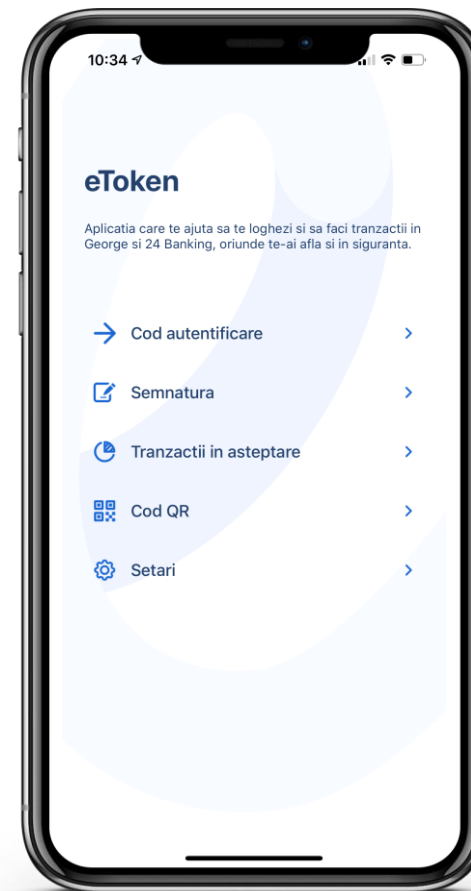 10:34
eToken
Aplicatia care te ajuta sa te loghezi si sa faci tranzactii in
George si 24 Banking, oriunde te-ai afla si in siguranta.
Cod autentificare
Semnatura
Tranzactii in asteptare
Cod QR
Setari